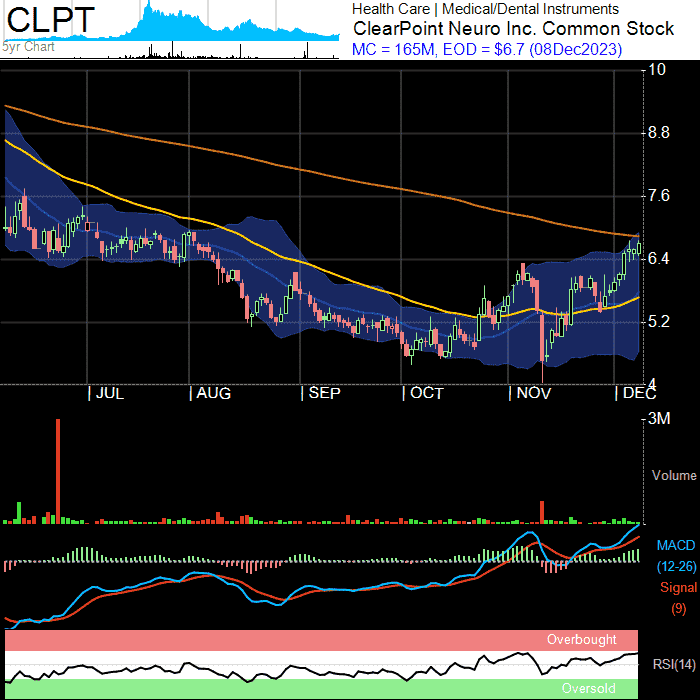 CLPT
5yr Chart
Health Care | Medical/Dental Instruments
ClearPoint Neuro Inc. Common Stock
MC = 165M, EOD = $6.7 (08Dec2023)
10
8.8
7.6
6.4
5.2
4
| JUL | AUG | SEP | OCT | NOV | DEC
3M
Volume
MACD
(12-26)
Signal
(9)
Overbought
RSI(14)
Oversold